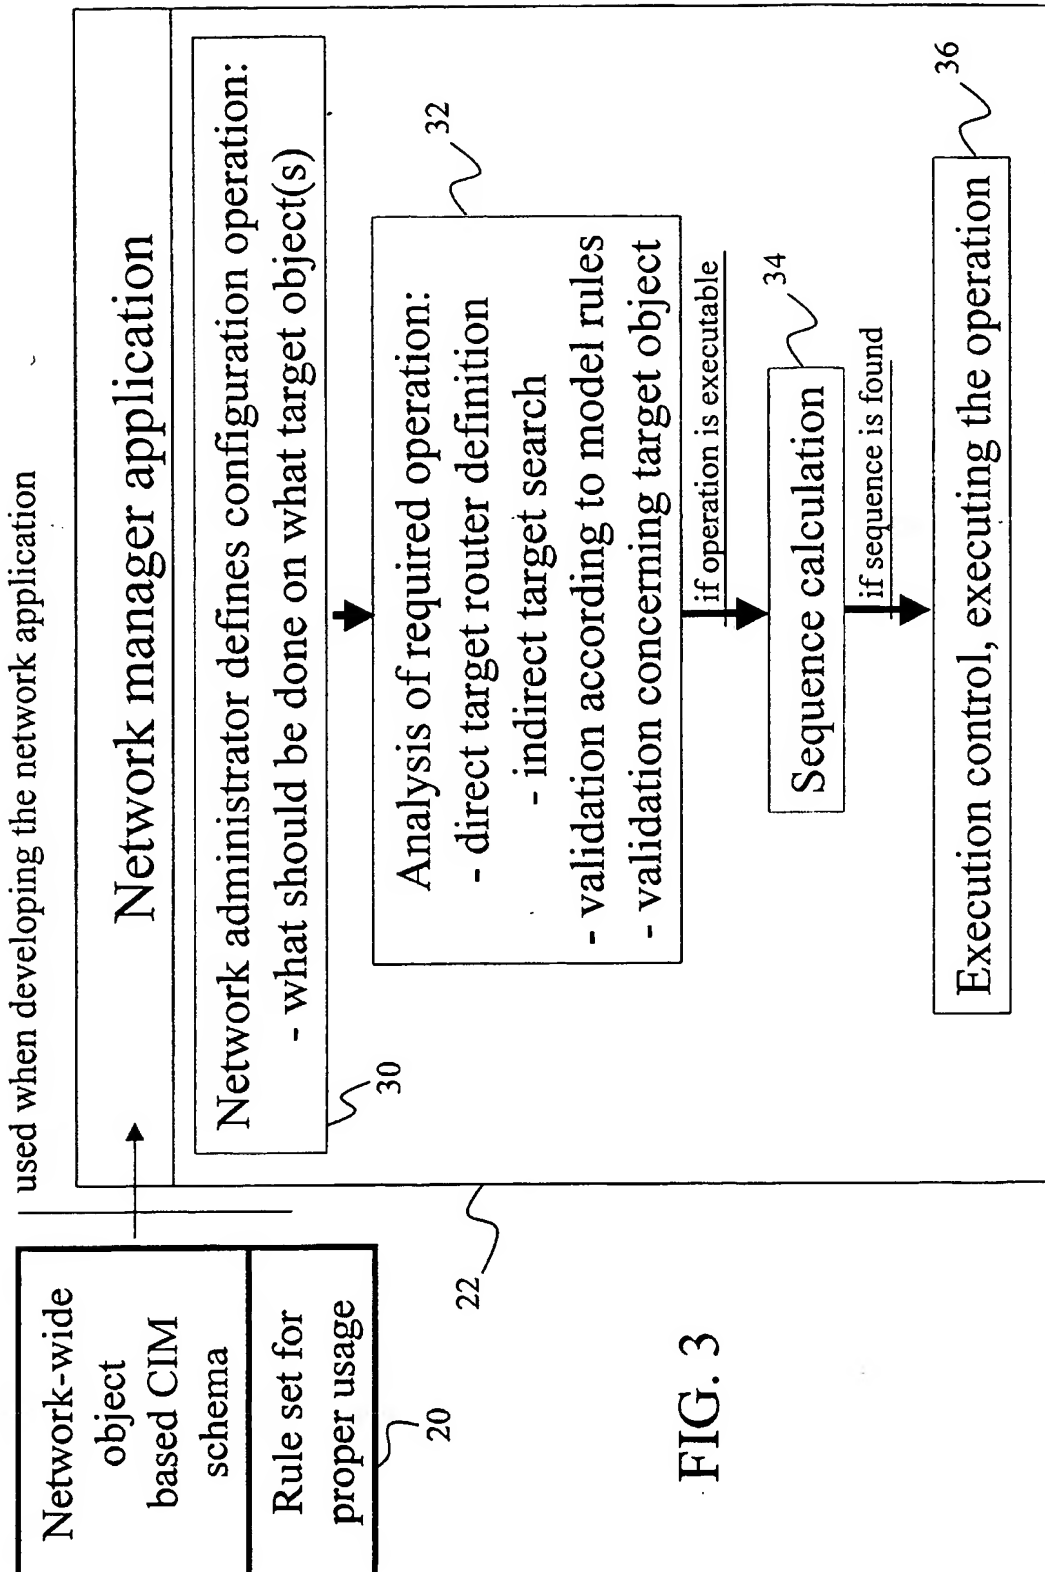 used when developing the network application
Network-wide
object
based CIM
schema
Rule set for
proper usage
20
Network manager application
22
Network administrator defines configuration operation:
- what should be done on what target object(s)
30
Analysis of required operation:
- direct target router definition
- indirect target search
- validation according to model rules
- validation concerning target object
32
if operation is executable
Sequence calculation
34
if sequence is found
Execution control, executing the operation
36
FIG. 3